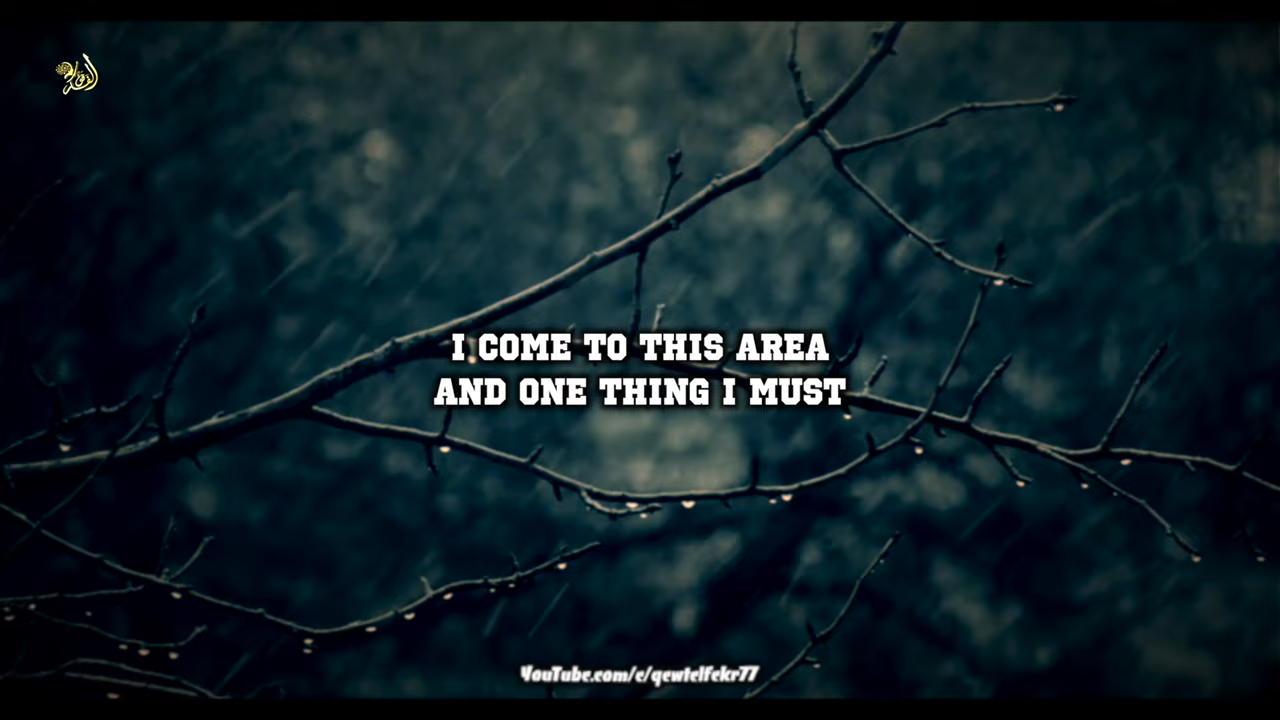 I COME TO THIS AREA
AND ONE THING I MUST
YouTube.com/c/qewtelfekr77